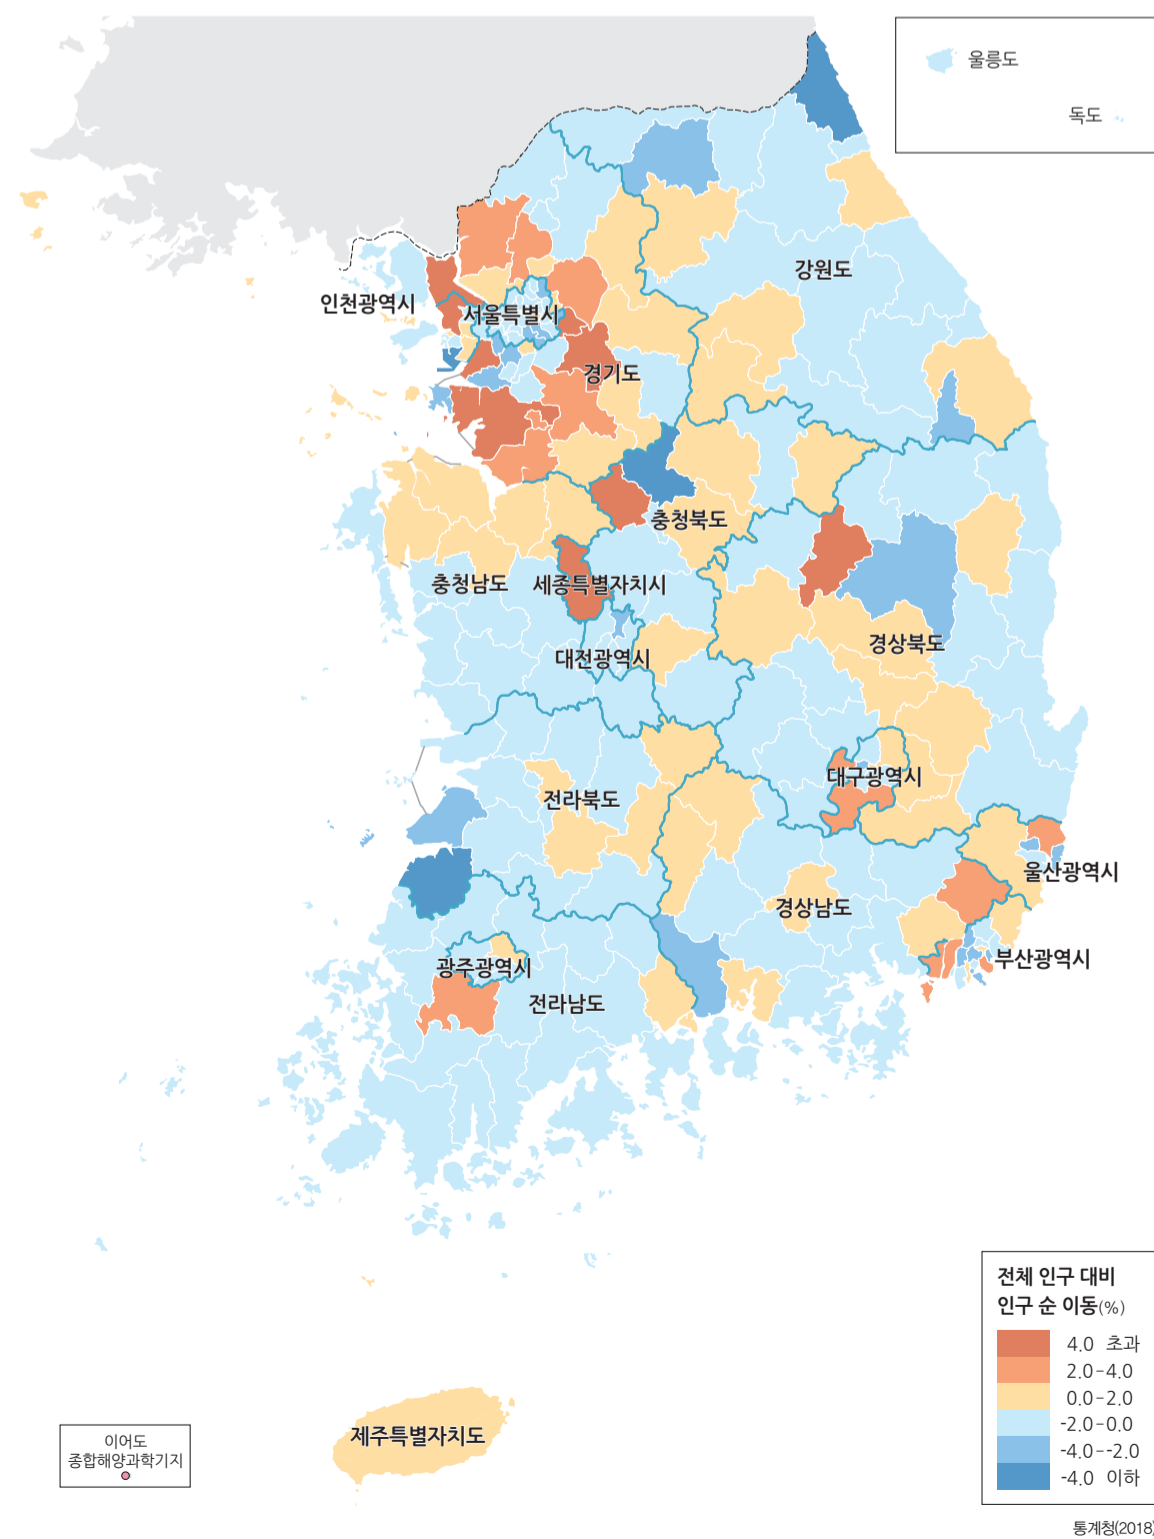 울릉도
독도
강원도
인천광역시
서울특별시
경기도
충청북도
충청남도
세종특별자치시
경상북도
대전광역시
대구광역시
전라북도
울산광역시
경상남도
부산광역시
광주광역시
전라남도
전체 인구 대비
인구 순 이동(%)
4.0 초과
2.0-4.0
0.0-2.0
-2.0-0.0
-4.0--2.0
-4.0 이하
제주특별자치도
이어도
종합해양과학기지
통계청(2018)